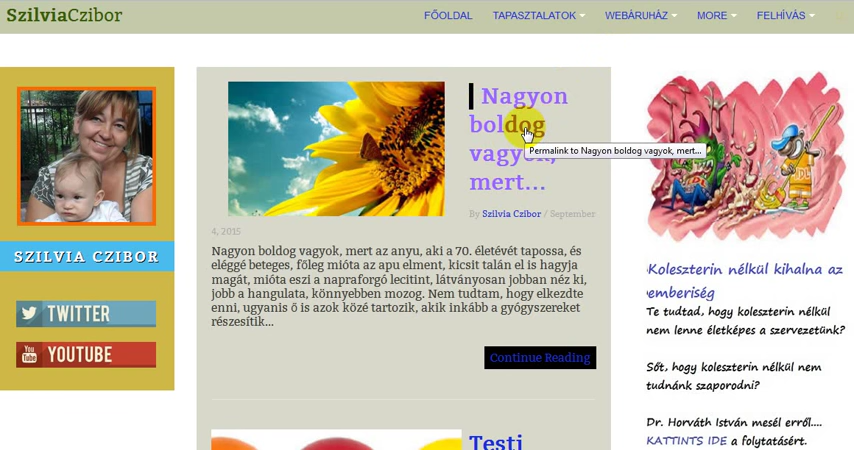 SzilviaCzibor
FŐOLDAL TAPASZTALATOK WEBÁRUHÁZ MORE FELHÍVÁS
SZILVIA CZIBOR
TWITTER
You Tube YOUTUBE
Nagyon
boldog
vagyok,
mert...
Permalink to Nagyon boldog vagyok, mert...
By Szilvia Czibor / September
4, 2015
Nagyon boldog vagyok, mert az anyu, aki a 70. életévét tapossa, és
eléggé beteges, főleg mióta az apu elment, kicsit talán el is hagyja
magát, mióta eszi a napraforgó lecitint, látványosan jobban néz ki,
jobb a hangulata, könnyebben mozog. Nem tudtam, hogy elkezdte
enni, ugyanis ő is azok közé tartozik, akik inkább a gyógyszereket
részesítik...
Continue Reading
Testi
Koleszterin nélkül kihalna az
emberiség
Te tudtad, hogy koleszterin nélkül
nem lenne életképes a szervezetünk?
Sőt, hogy koleszterin nélkül nem
tudnánk szaporodni?
Dr. Horváth István mesél erről....
KATTINTS IDE a folytatásért.